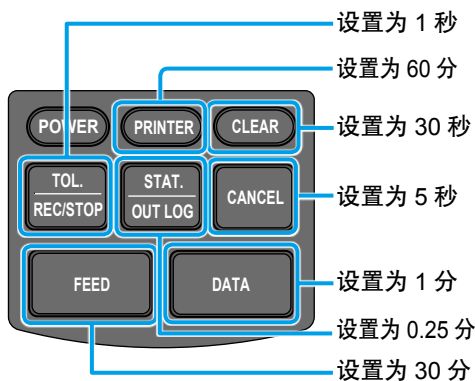 设置为 1 秒
设置为 60 分
POWER PRINTER CLEAR 设置为 30 秒
TOL. STAT.
REC/STOP OUT LOG CANCEL 设置为 5 秒
FEED DATA 设置为 1 分
设置为 0.25 分
设置为 30 分